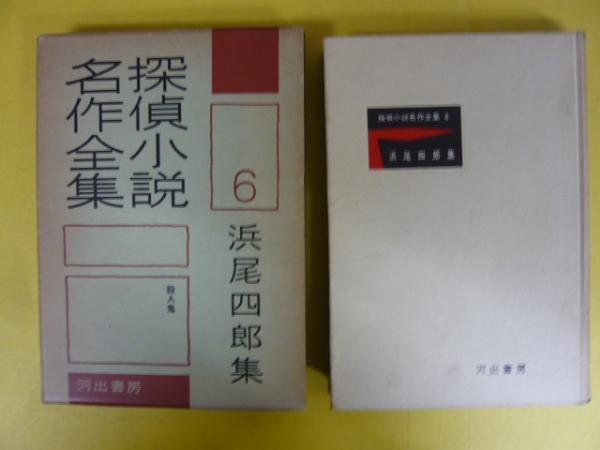 探偵小説
名作全集
6
浜尾四郎集
殺人鬼
河出書房
探偵小説名作全集 6
浜尾四郎集
河出書房